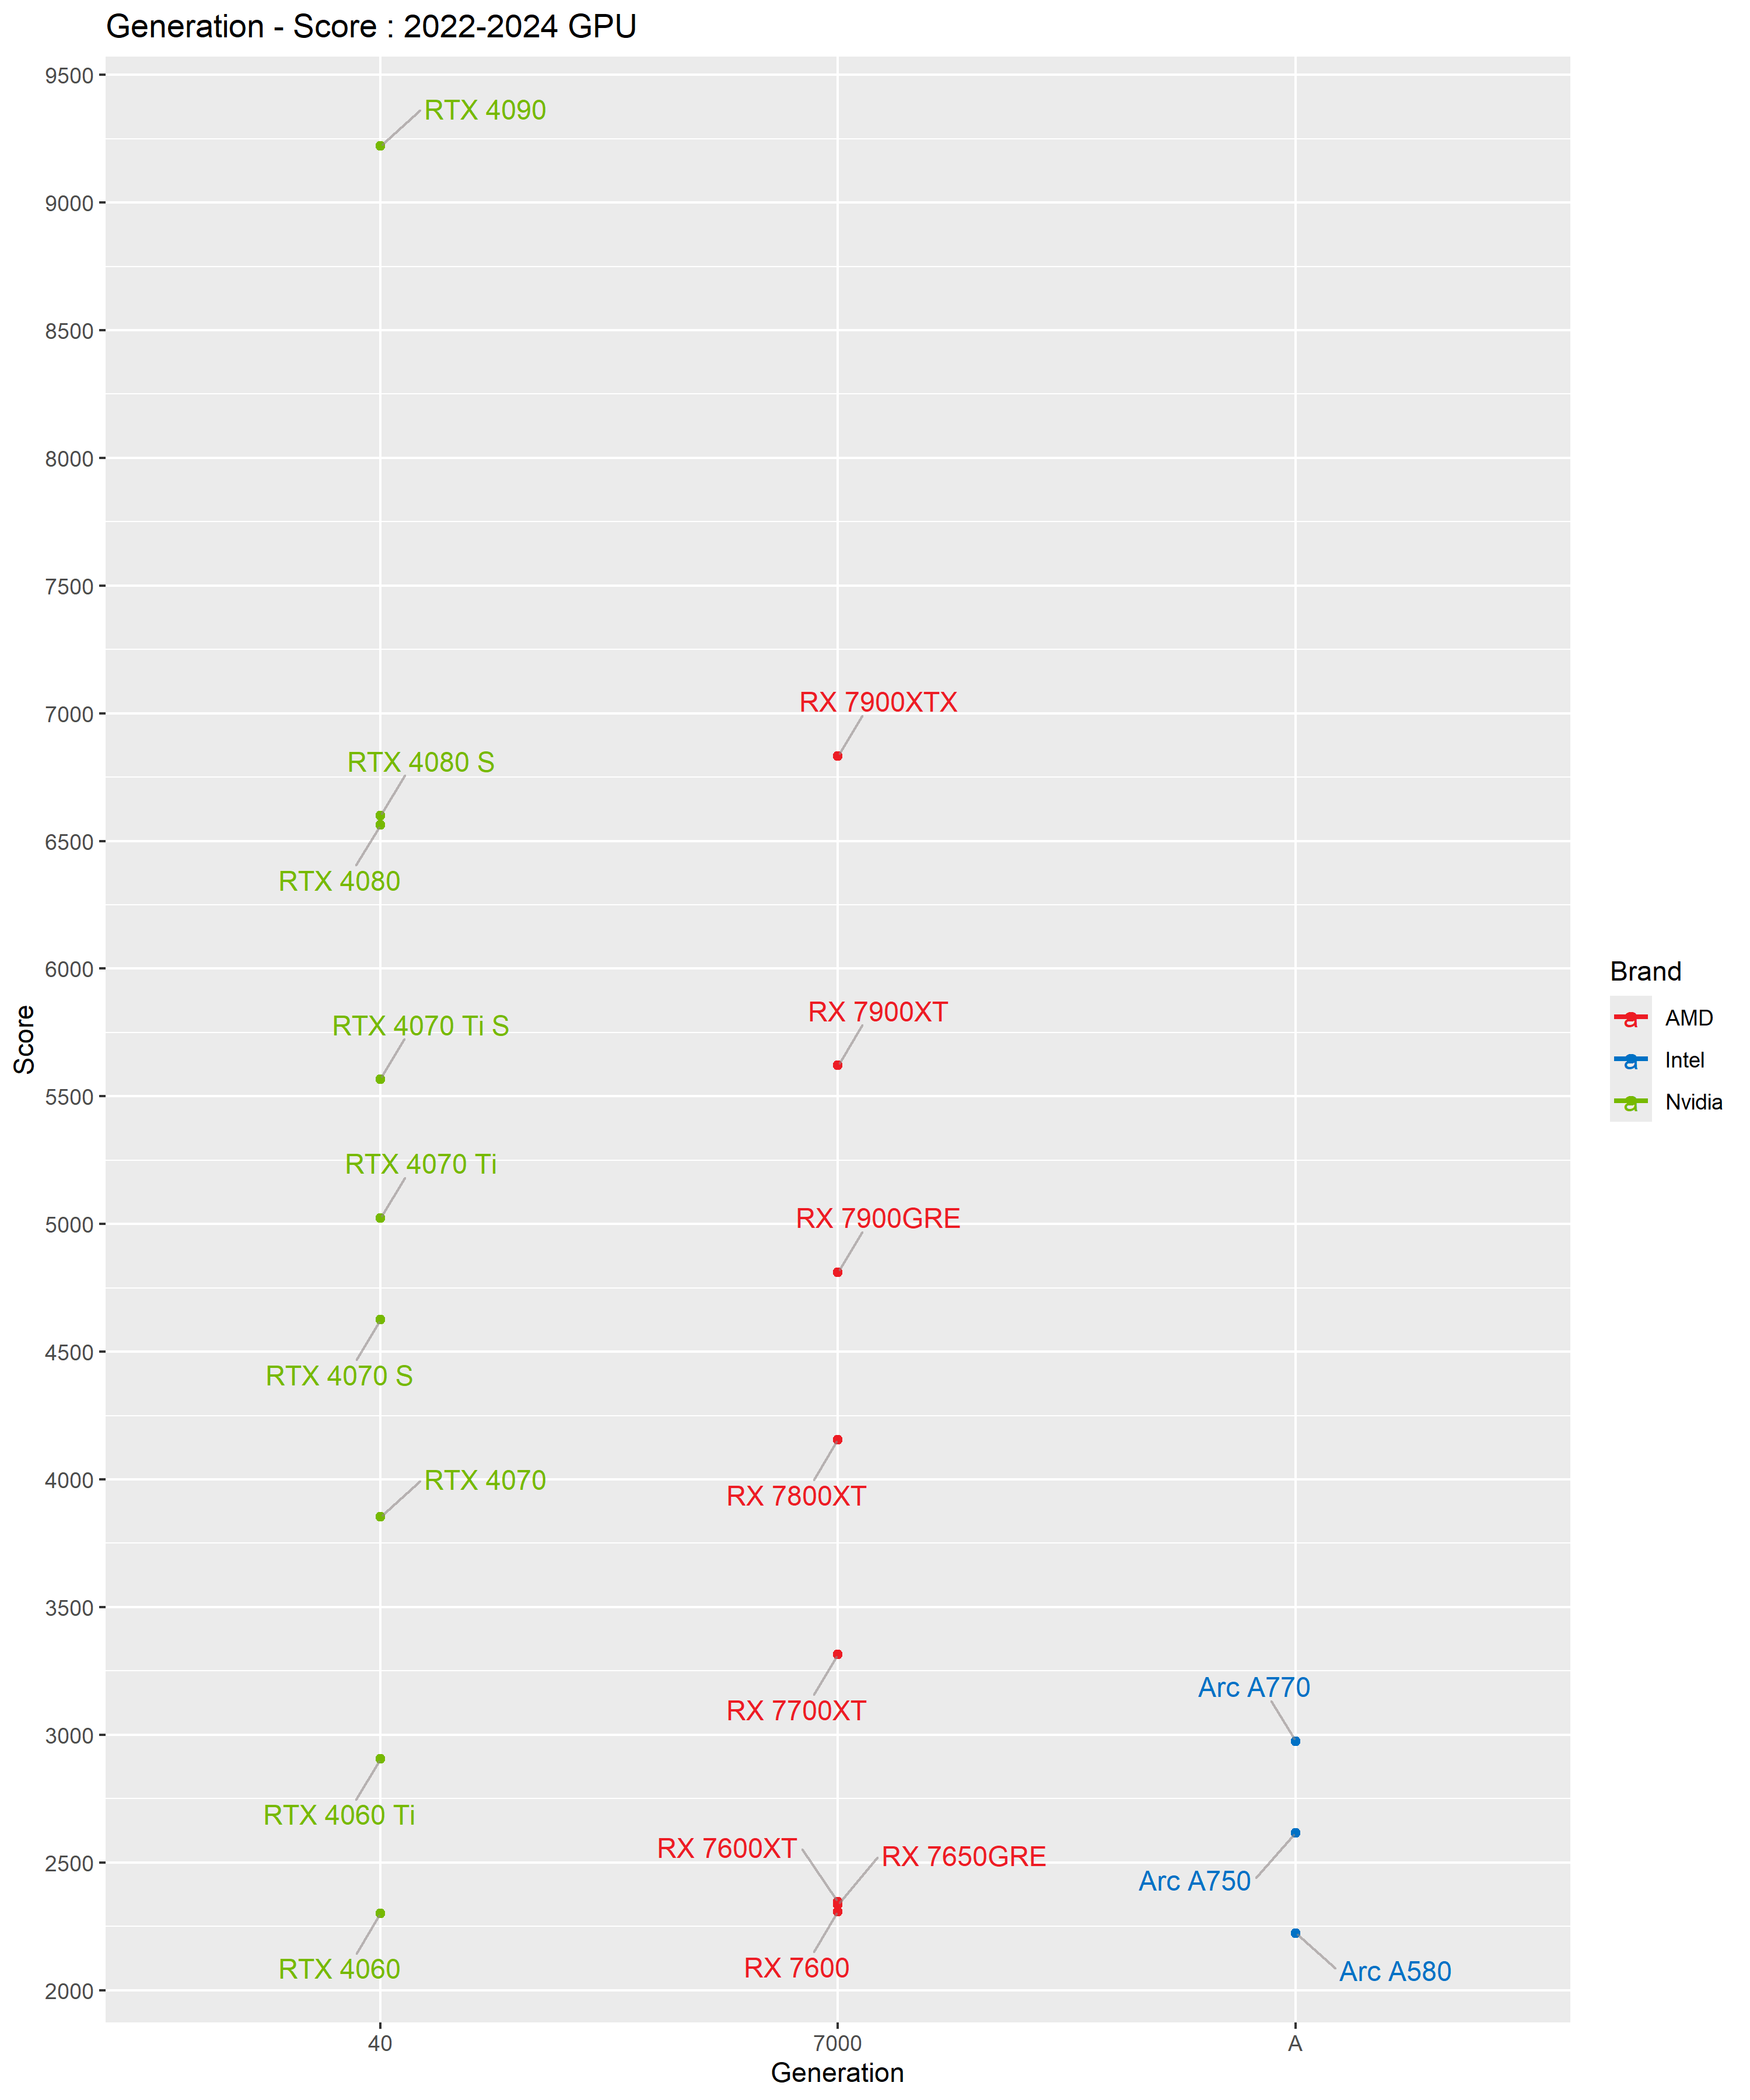 Generation - Score : 2022-2024 GPU
9500
9000
8500
8000
7500
7000
6500
6000
5500
5000
4500
4000
3500
3000
2500
2000
Score
RTX 4090
RTX 4080 S
RTX 4080
RTX 4070 Ti S
RTX 4070 Ti
RTX 4070 S
RTX 4070
RTX 4060 Ti
RTX 4060
RX 7900XTX
RX 7900XT
RX 7900GRE
RX 7800XT
RX 7700XT
RX 7600XT
RX 7650GRE
RX 7600
Arc A770
Arc A750
Arc A580
40
7000
A
Generation
Brand
a AMD
a Intel
a Nvidia